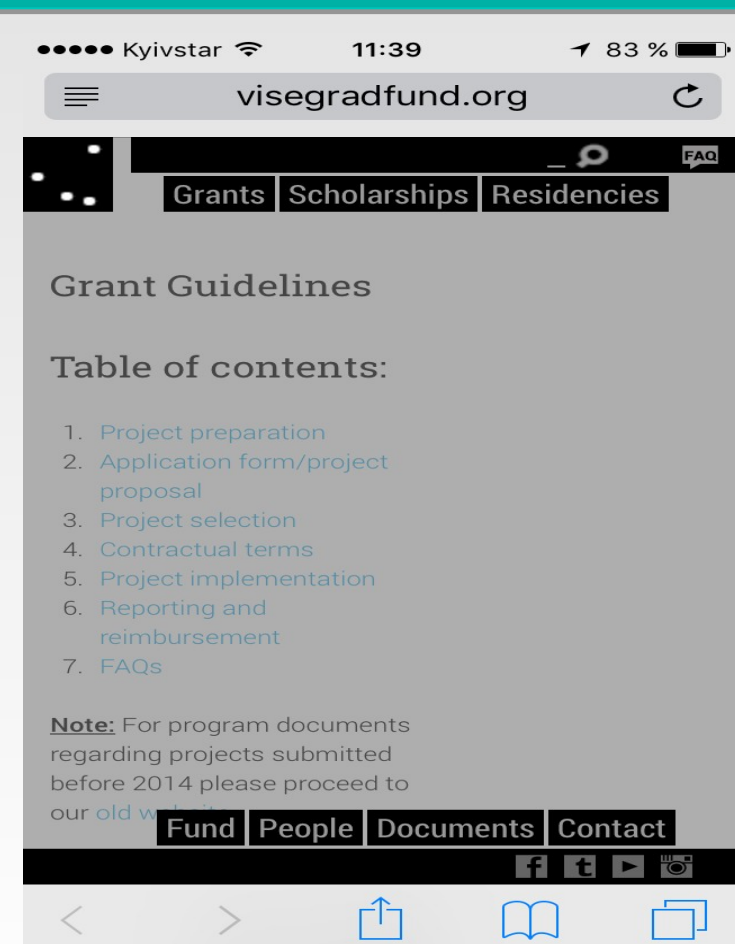 ●●●●● Kyivstar 11:39 83 %
visegradfund.org
_ FAQ
Grants Scholarships Residencies
Grant Guidelines
Table of contents:
1. Project preparation
2. Application form/project
proposal
3. Project selection
4. Contractual terms
5. Project implementation
6. Reporting and
reimbursement
7. FAQs
Note: For program documents
regarding projects submitted
before 2014 please proceed to
our old
Fund People Documents Contact
f t